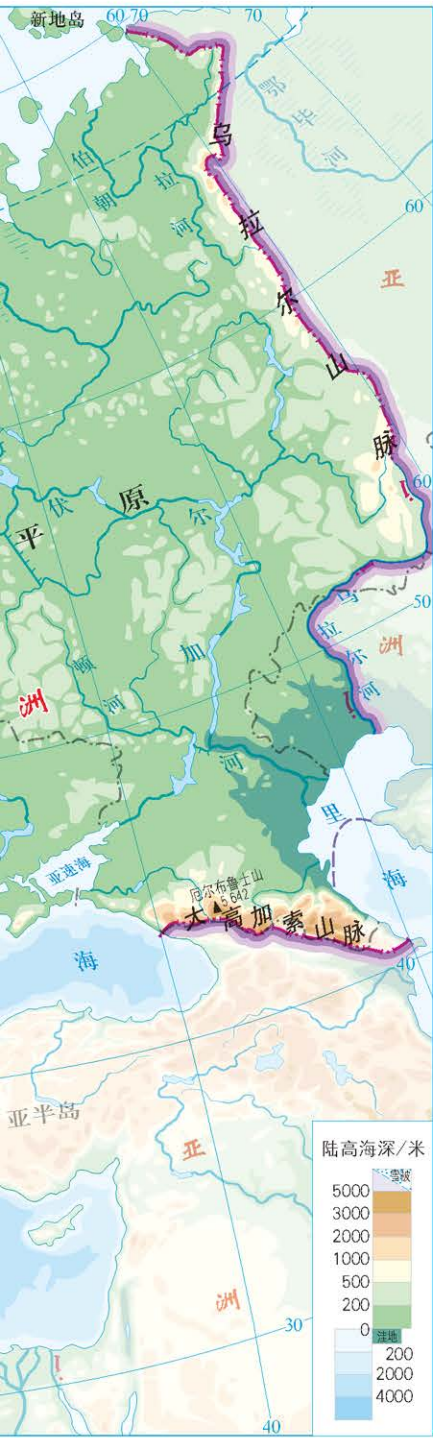 新地岛
60 70
70
鄂毕河
伯朝拉河
乌拉尔山脉
60
亚
洲
平原
伏尔加河
60
50
乌拉尔河
顿河
洲
里海
亚速海
厄尔布鲁士山
▲5 642
大高加索山脉
海
40
亚半岛
亚
洲
30
40
陆高海深/米
雪被
5000
3000
2000
1000
500
200
0
洼地
200
2000
4000